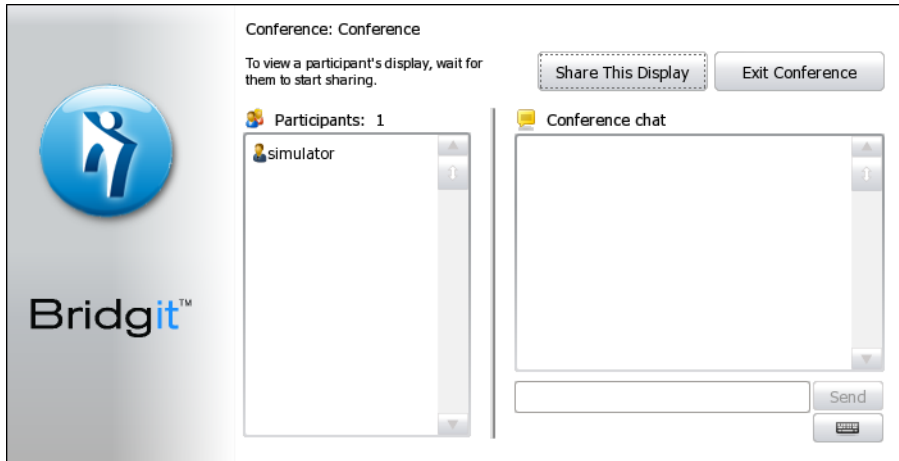 Conference: Conference
To view a participant's display, wait for
them to start sharing.
Share This Display
Exit Conference
Participants: 1
simulator
Conference chat
Bridgit™
Send